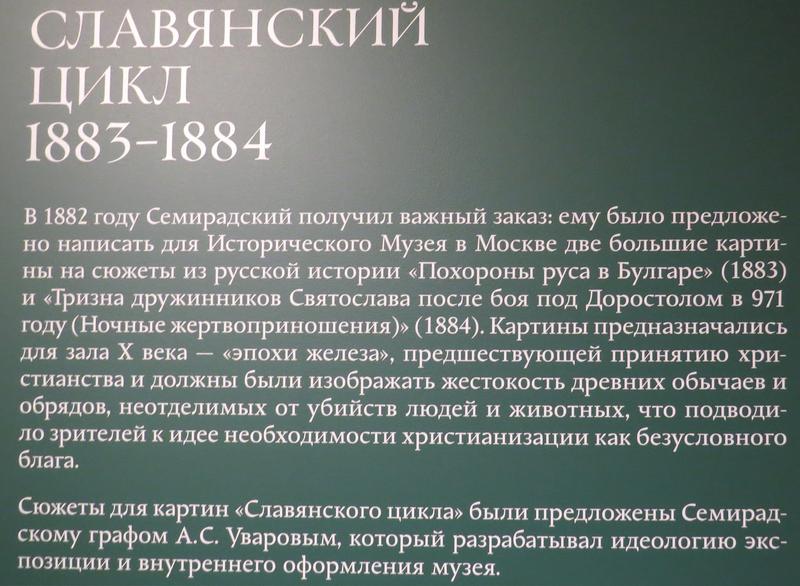 СЛАВЯНСКИЙ
ЦИКЛ
1883–1884
В 1882 году Семирадский получил важный заказ: ему было предложе-
но написать для Исторического Музея в Москве две большие карти-
ны на сюжеты из русской истории «Похороны руса в Булгаре» (1883)
и «Тризна дружинников Святослава после боя под Доростолом в 971
году (Ночные жертвоприношения)» (1884). Картины предназначались
для зала X века — «эпохи железа», предшествующей принятию хри-
стианства и должны были изображать жестокость древних обычаев и
обрядов, неотделимых от убийств людей и животных, что подводи-
ло зрителей к идее необходимости христианизации как безусловного
блага.
Сюжеты для картин «Славянского цикла» были предложены Семирад-
скому графом А.С. Уваровым, который разрабатывал идеологию экс-
позиции и внутреннего оформления музея.